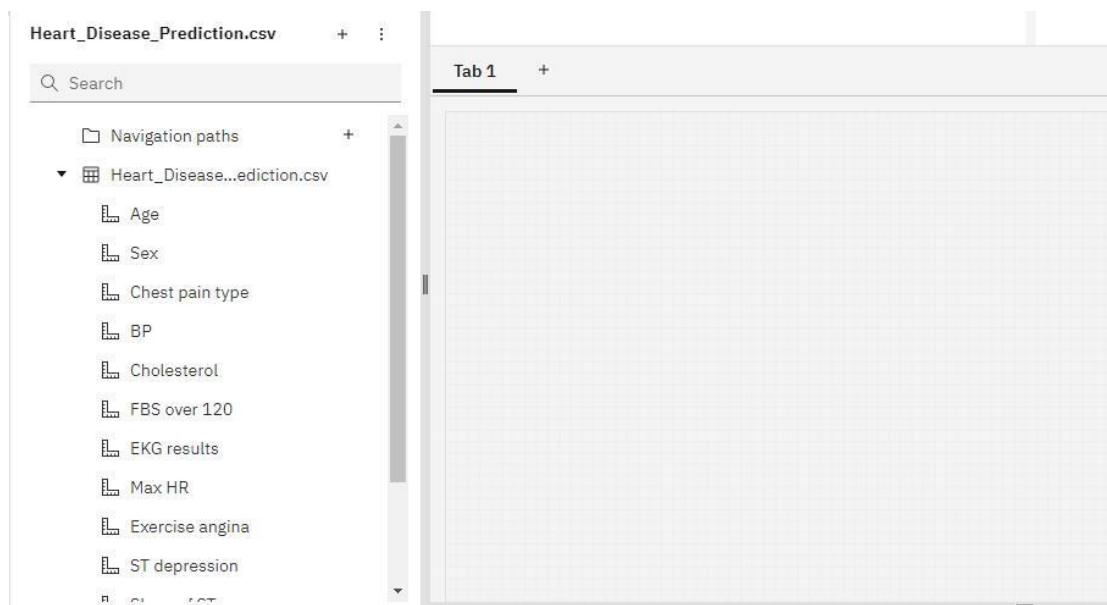 Heart_Disease_Prediction.csv
Search
Navigation paths
Heart_Disease...ediction.csv
Age
Sex
Chest pain type
BP
Cholesterol
FBS over 120
EKG results
Max HR
Exercise angina
ST depression
Tab 1